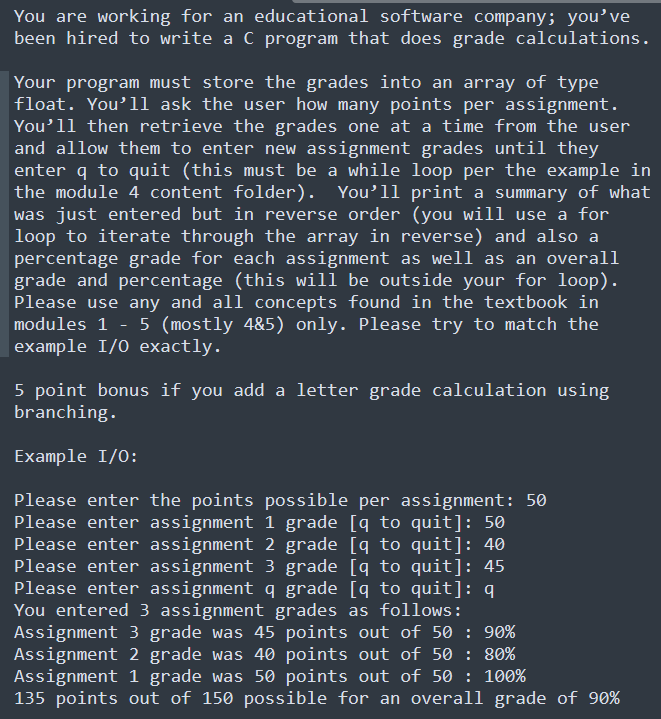 You are working for an educational software company; you’ve
been hired to write a C program that does grade calculations.
Your program must store the grades into an array of type
float. You’ll ask the user how many points per assignment.
You’ll then retrieve the grades one at a time from the user
and allow them to enter new assignment grades until they
enter q to quit (this must be a while loop per the example in
the module 4 content folder).  You’ll print a summary of what
was just entered but in reverse order (you will use a for
loop to iterate through the array in reverse) and also a
percentage grade for each assignment as well as an overall
grade and percentage (this will be outside your for loop).
Please use any and all concepts found in the textbook in
modules 1 - 5 (mostly 4&5) only. Please try to match the
example I/O exactly.
5 point bonus if you add a letter grade calculation using
branching.
Example I/O:
Please enter the points possible per assignment: 50
Please enter assignment 1 grade [q to quit]: 50
Please enter assignment 2 grade [q to quit]: 40
Please enter assignment 3 grade [q to quit]: 45
Please enter assignment q grade [q to quit]: q
You entered 3 assignment grades as follows:
Assignment 3 grade was 45 points out of 50 : 90%
Assignment 2 grade was 40 points out of 50 : 80%
Assignment 1 grade was 50 points out of 50 : 100%
135 points out of 150 possible for an overall grade of 90%